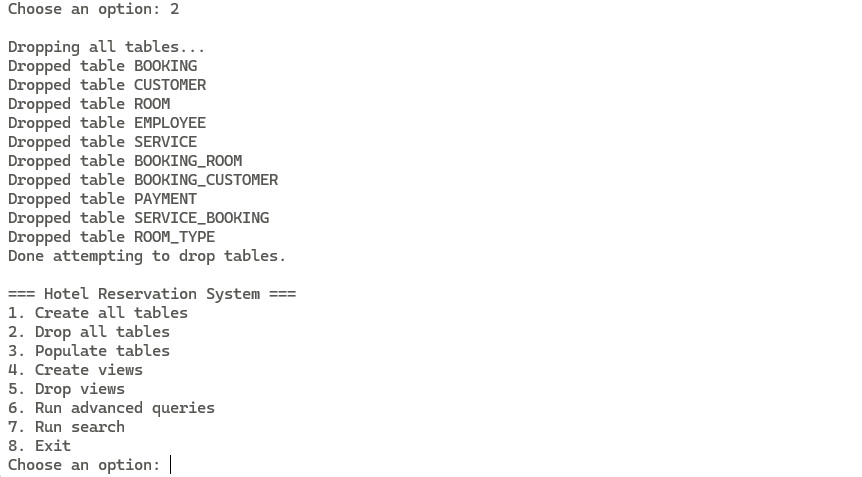 Choose an option: 2
Dropping all tables...
Dropped table BOOKING
Dropped table CUSTOMER
Dropped table ROOM
Dropped table EMPLOYEE
Dropped table SERVICE
Dropped table BOOKING_ROOM
Dropped table BOOKING_CUSTOMER
Dropped table PAYMENT
Dropped table SERVICE_BOOKING
Dropped table ROOM_TYPE
Done attempting to drop tables.
=== Hotel Reservation System ===
1. Create all tables
2. Drop all tables
3. Populate tables
4. Create views
5. Drop views
6. Run advanced queries
7. Run search
8. Exit
Choose an option: